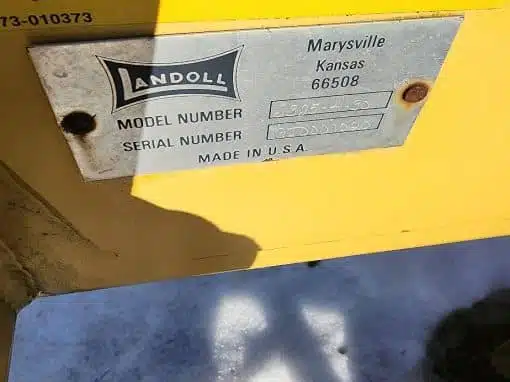 73-010373
LANDOLL
Marysville
Kansas
66508
MODEL NUMBER
SERIAL NUMBER
MADE IN U.S.A.